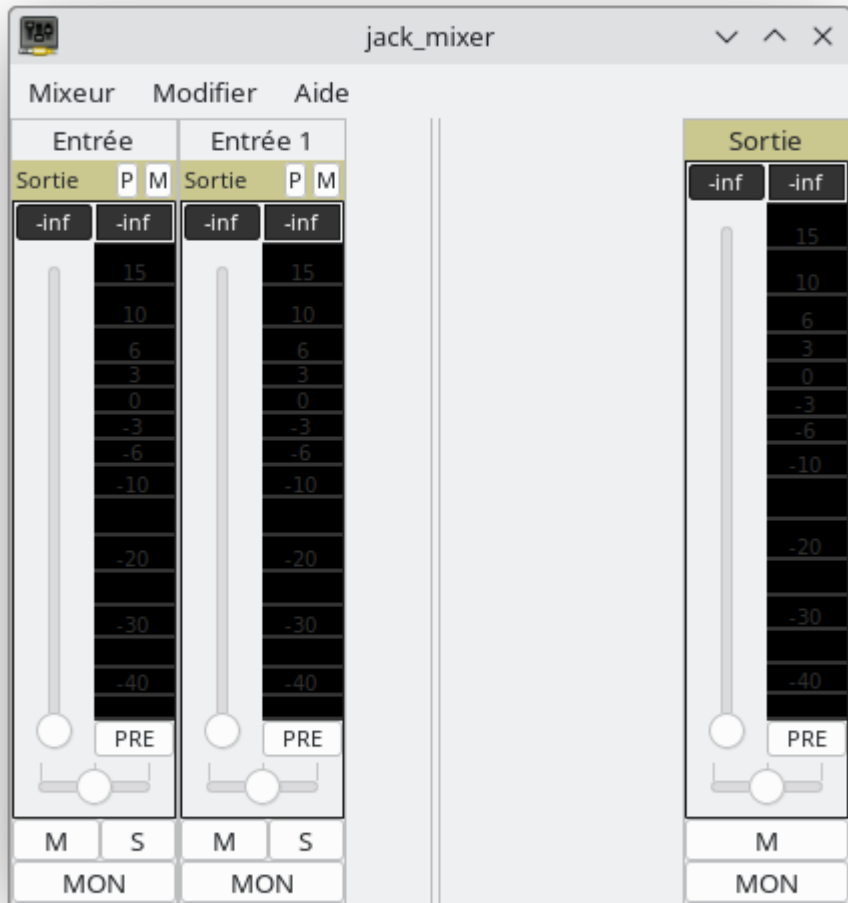 jack_mixer
Mixeur Modifier Aide
Entrée Entrée 1 Sortie
Sortie P M Sortie P M
-inf -inf -inf -inf -inf -inf
15 15 15
10 10 10
6 6 6
3 3 3
0 0 0
-3 -3 -3
-6 -6 -6
-10 -10 -10
-20 -20 -20
-30 -30 -30
-40 -40 -40
PRE PRE PRE
M S M S M
MON MON MON